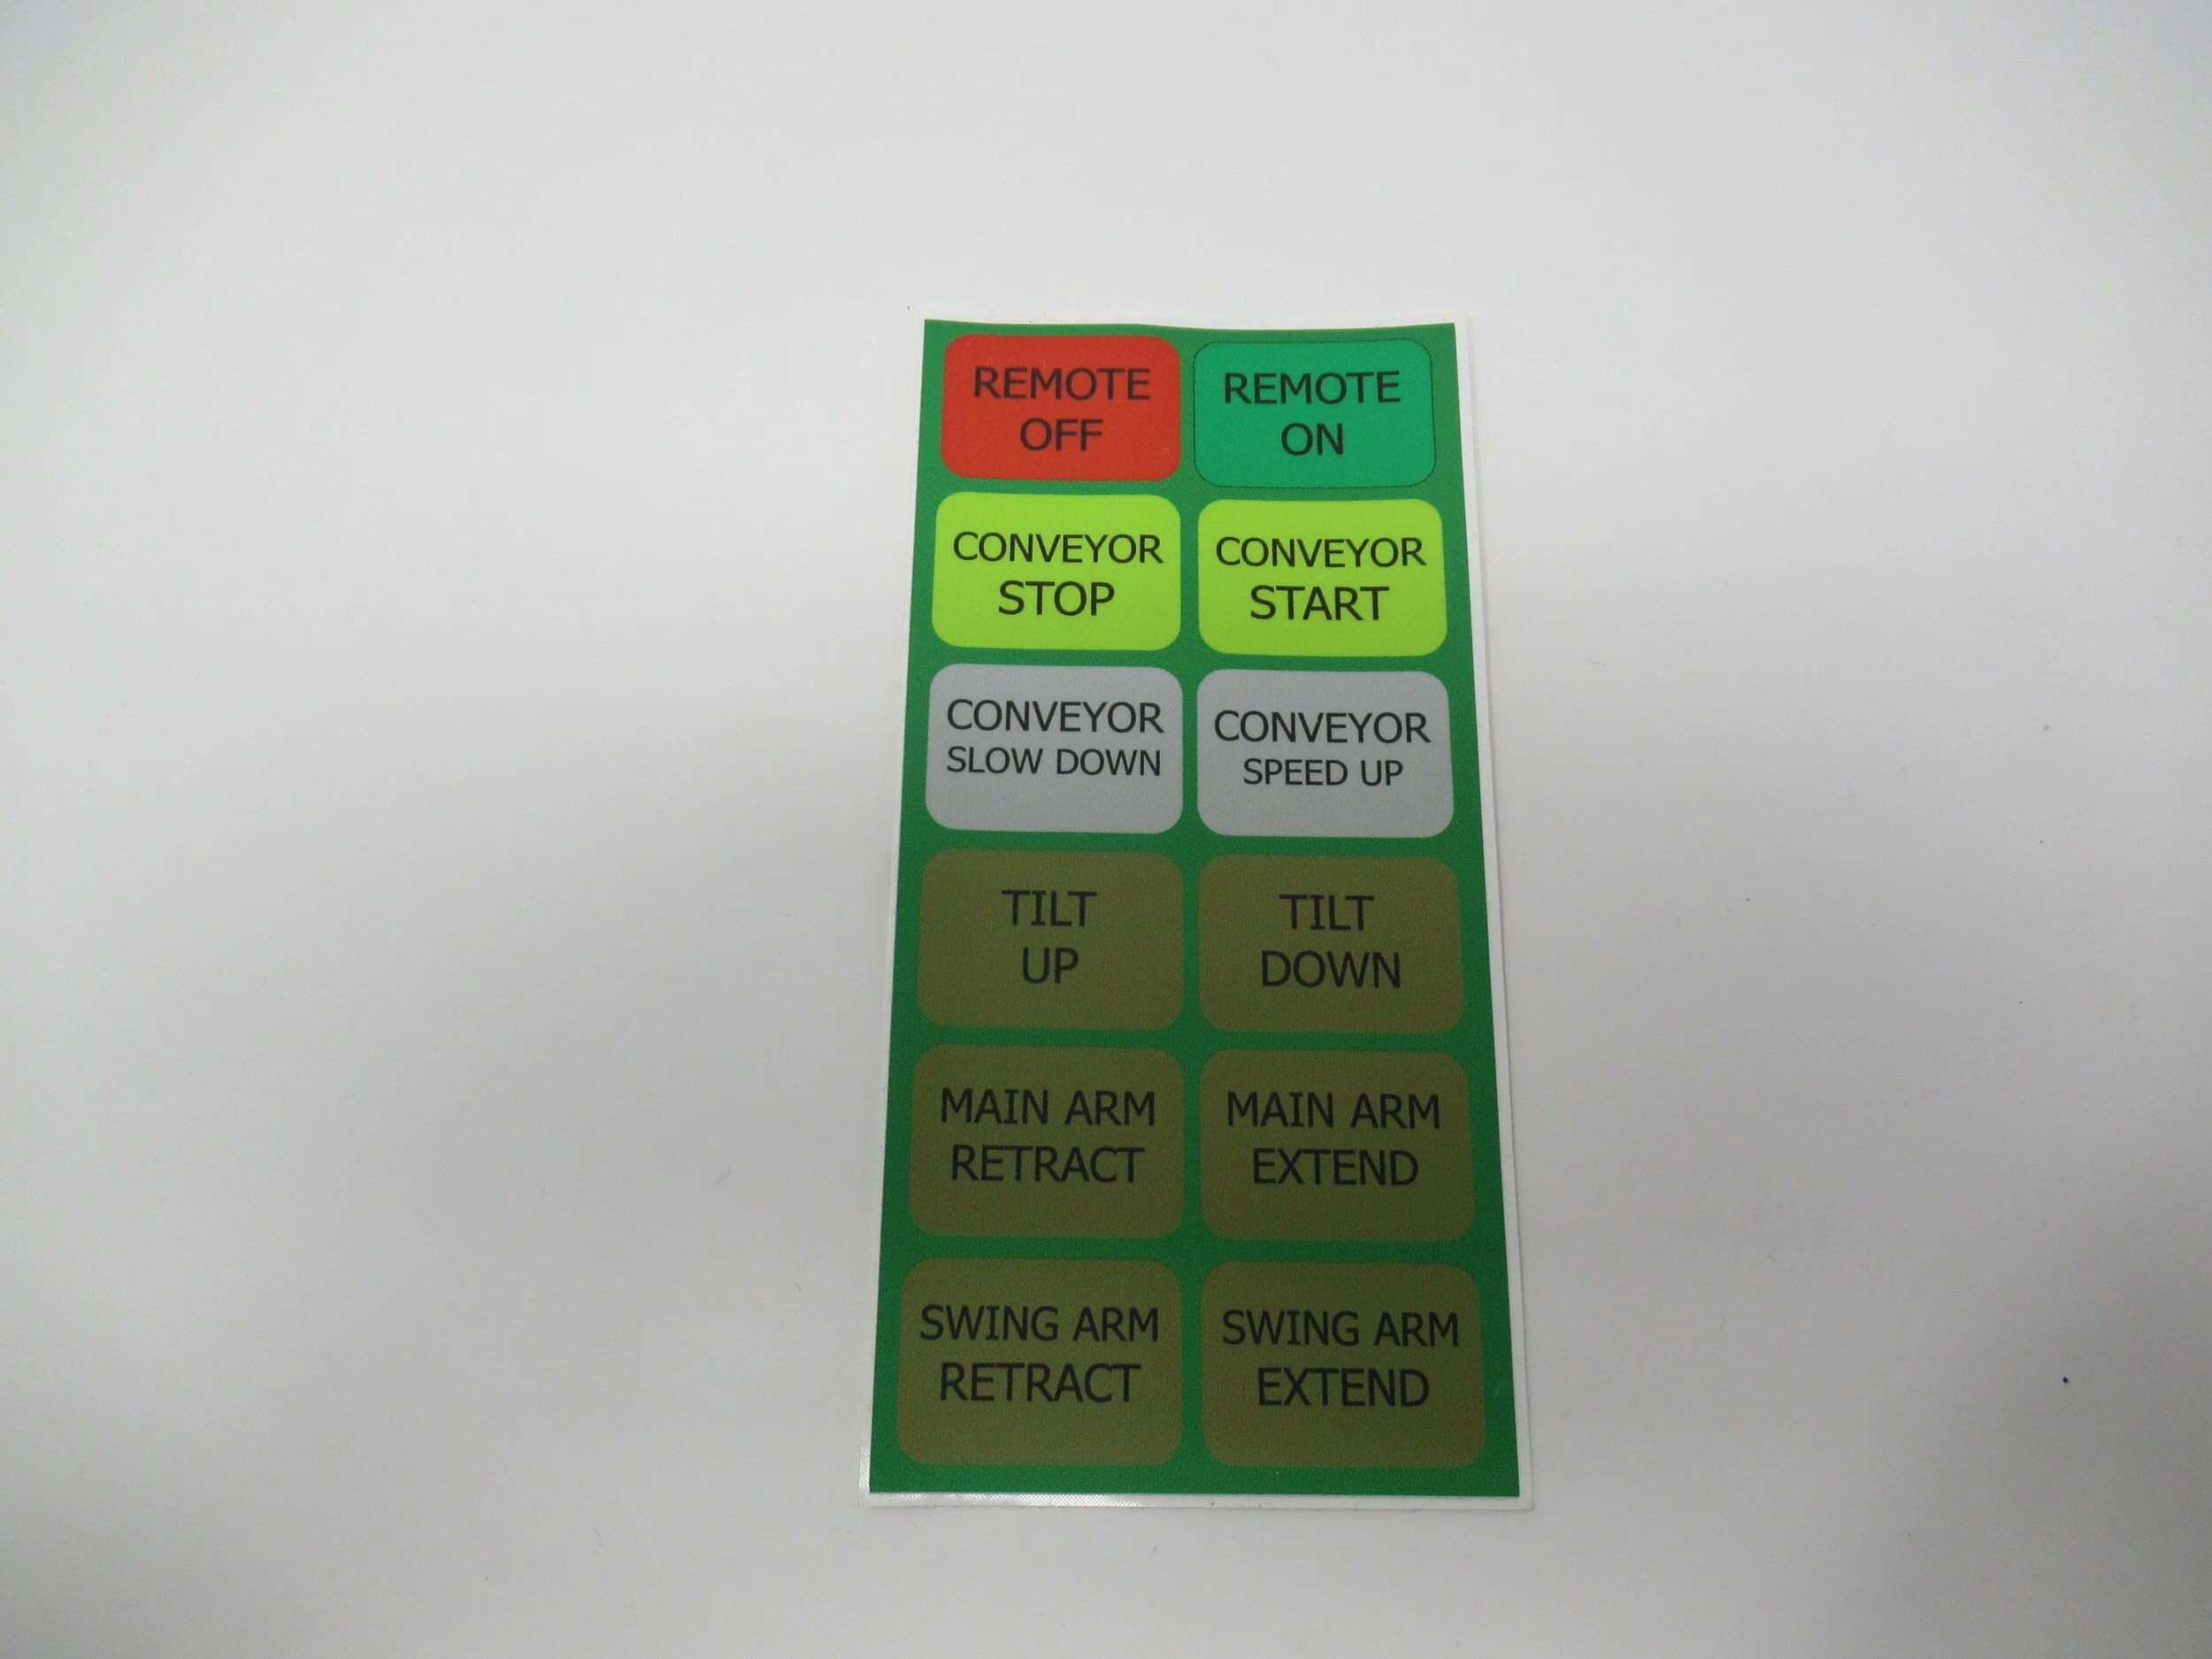 REMOTE
OFF
REMOTE
ON
CONVEYOR
STOP
CONVEYOR
START
CONVEYOR
SLOW DOWN
CONVEYOR
SPEED UP
TILT
UP
TILT
DOWN
MAIN ARM
RETRACT
MAIN ARM
EXTEND
SWING ARM
RETRACT
SWING ARM
EXTEND